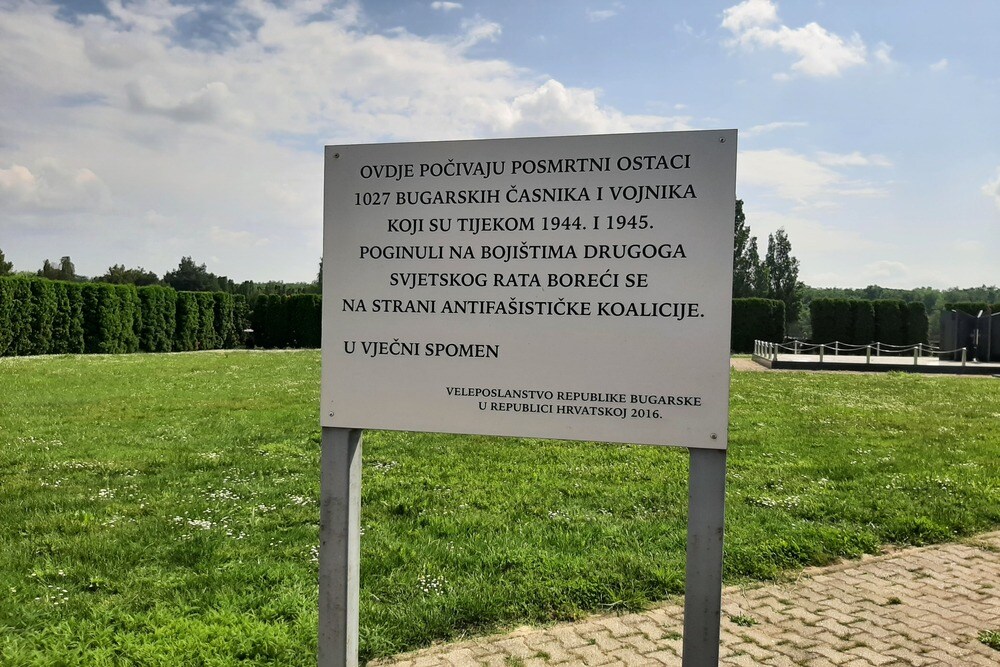 OVDJE POČIVAJU POSMRTNI OSTACI
1027 BUGARSKIH ČASNIKA I VOJNIKA
KOJI SU TIJEKOM 1944. I 1945.
POGINULI NA BOJIŠTIMA DRUGOGA
SVJETSKOG RATA BOREĆI SE
NA STRANI ANTIFAŠISTIČKE KOALICIJE.
U VJEČNI SPOMEN
VELEPOSLANSTVO REPUBLIKE BUGARSKE
U REPUBLICI HRVATSKOJ 2016.